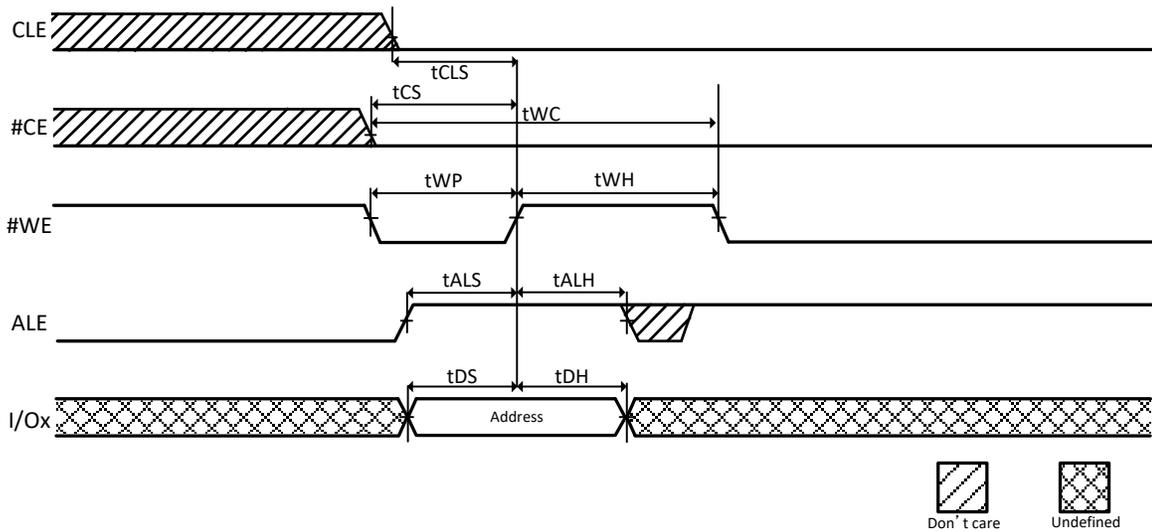 CLE
tCLS
tCS
#CE
tWC
tWP
tWH
#WE
tALS
tALH
ALE
tDS
tDH
I/Ox
Address
Don’t care
Undefined